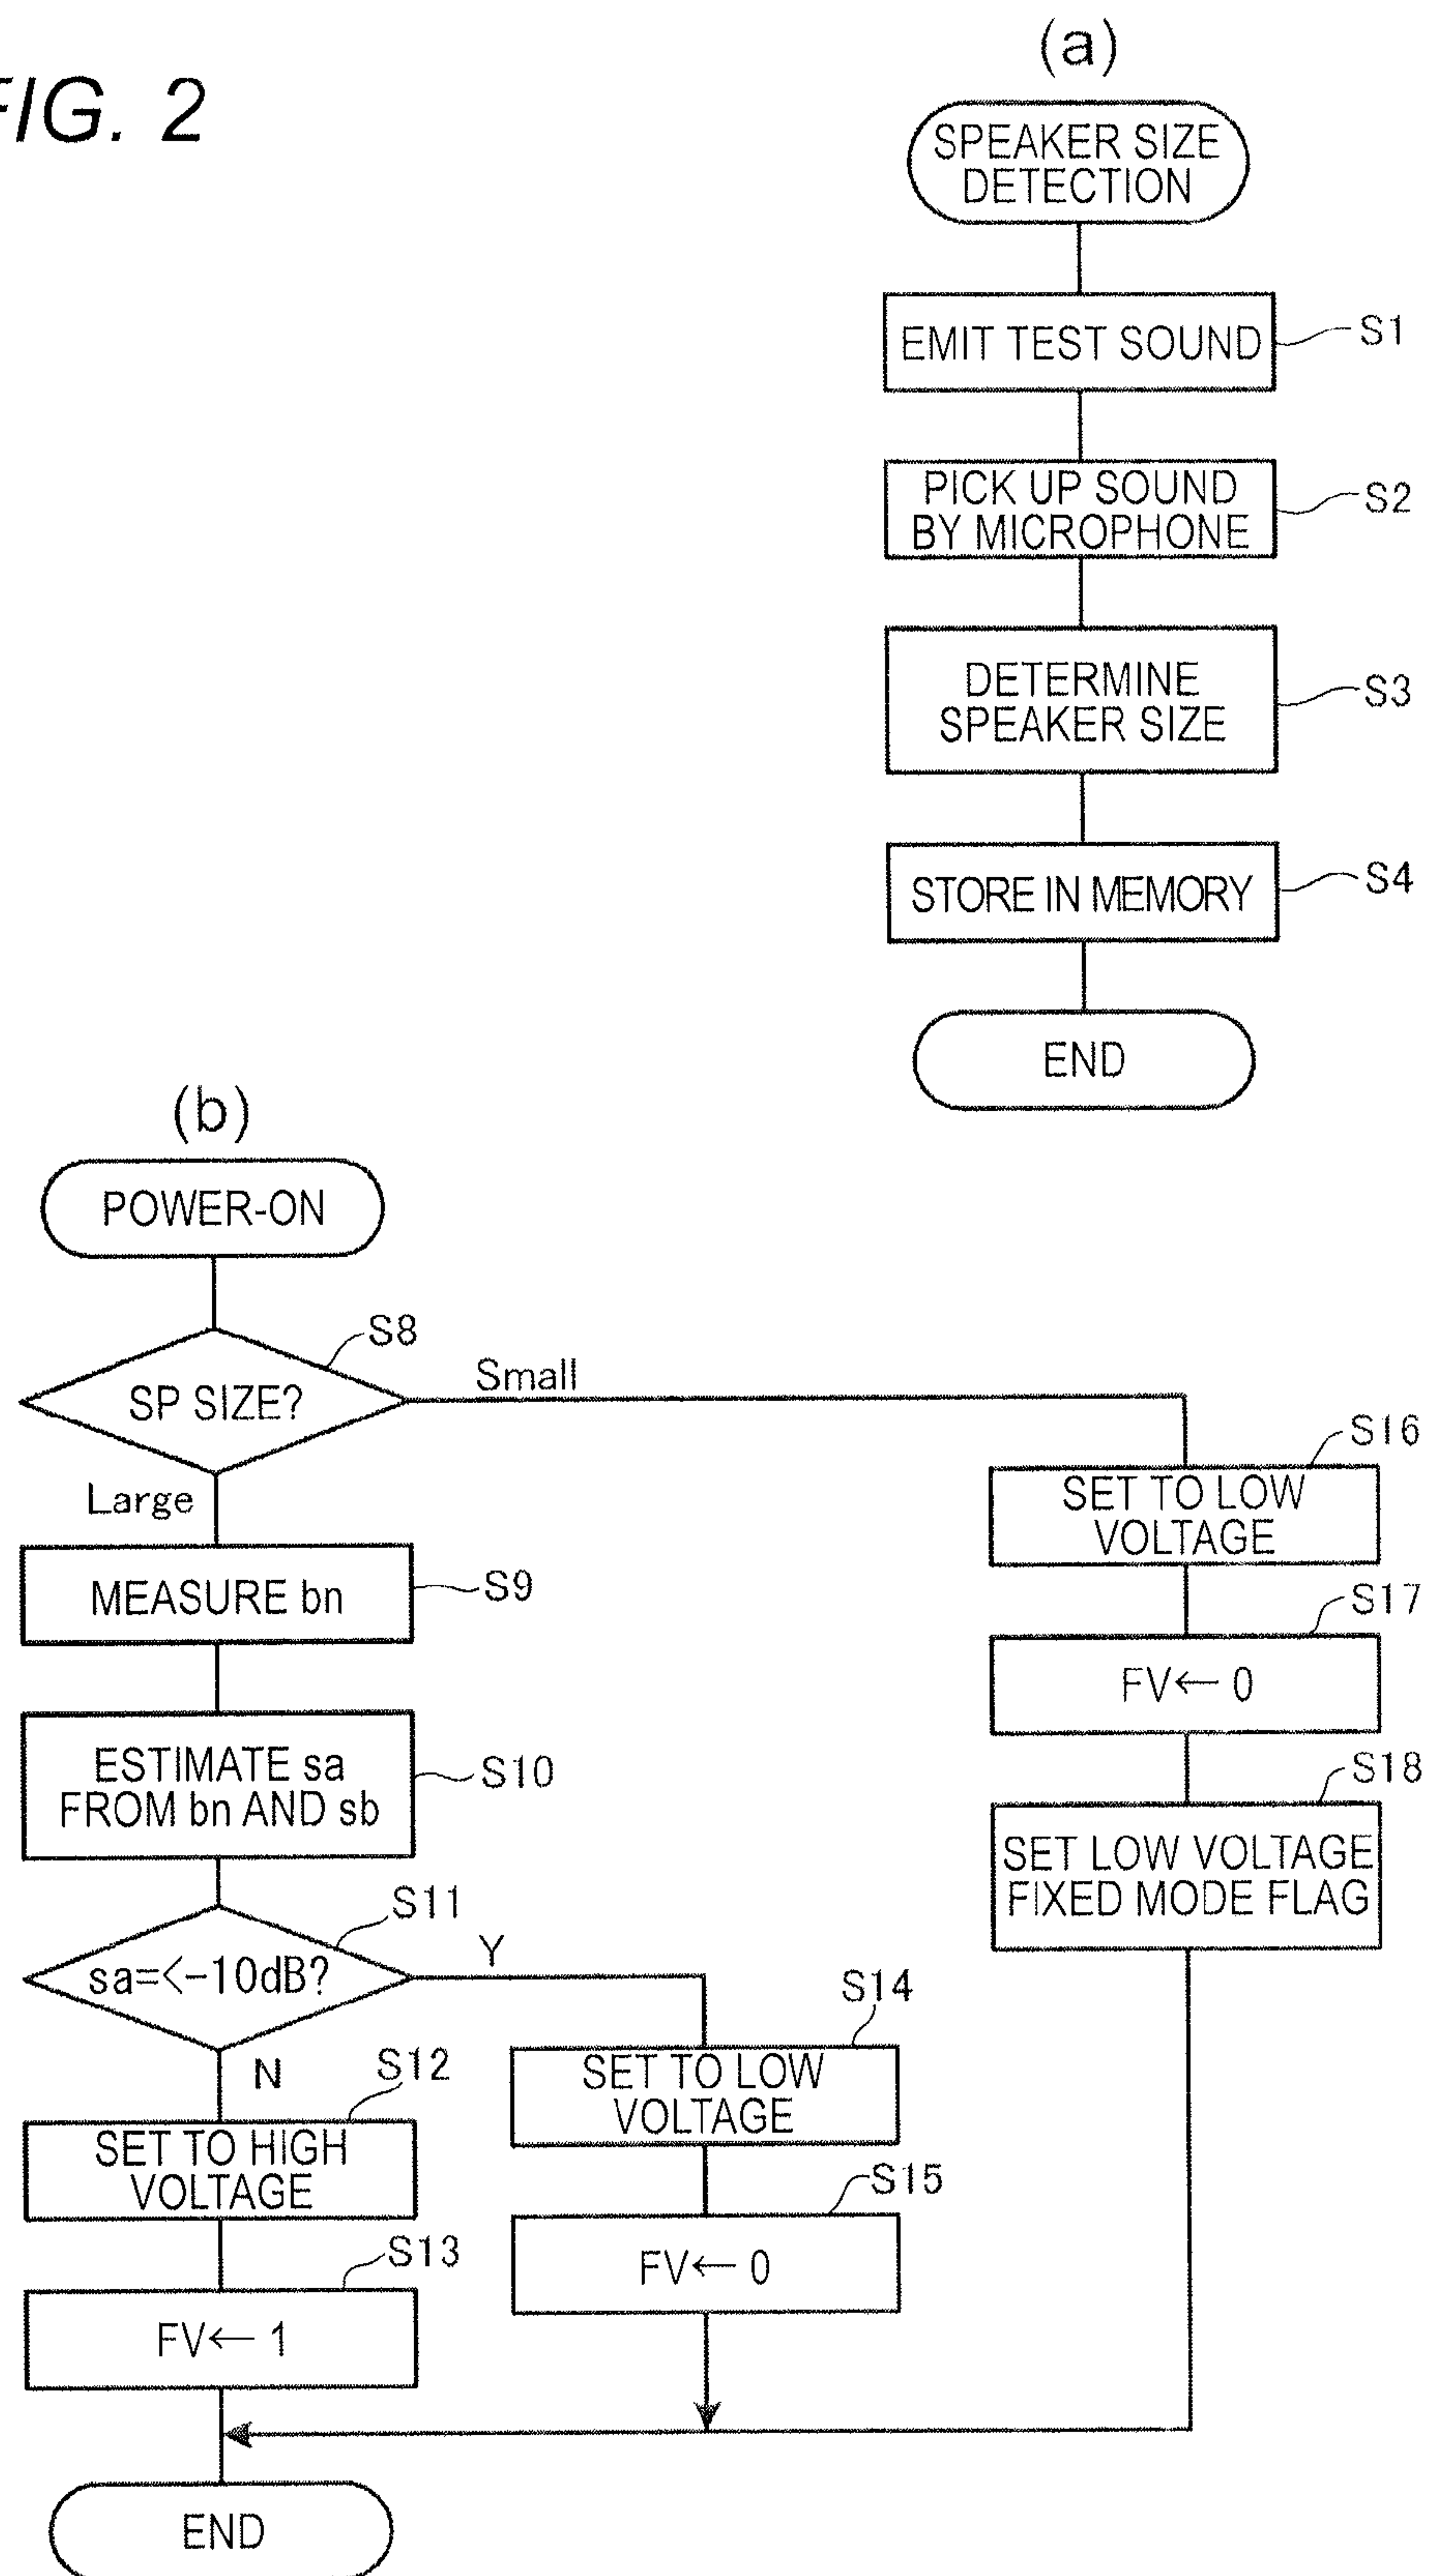 FIG. 2
(a)
SPEAKER SIZE
DETECTION
EMIT TEST SOUND
S1
PICK UP SOUND
BY MICROPHONE
S2
DETERMINE
SPEAKER SIZE
S3
STORE IN MEMORY
S4
END
(b)
POWER-ON
S8
SP SIZE?
Small
Large
MEASURE bn
S9
ESTIMATE sa
FROM bn AND sb
S10
S11
sa=<-10dB?
Y
N
S12
SET TO HIGH
VOLTAGE
S13
FV← 1
S14
SET TO LOW
VOLTAGE
S15
FV← 0
S16
SET TO LOW
VOLTAGE
S17
FV← 0
S18
SET LOW VOLTAGE
FIXED MODE FLAG
END